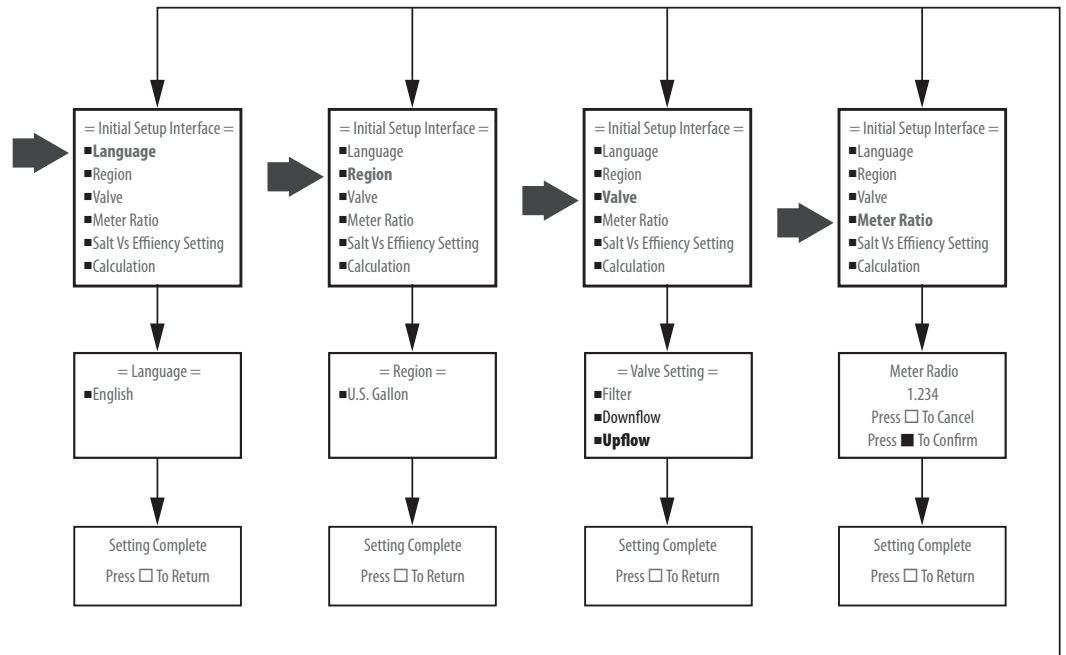 = Initial Setup Interface =
■Language
■Region
■Valve
■Meter Ratio
■Salt Vs Effiiency Setting
■Calculation
= Initial Setup Interface =
■Language
■Region
■Valve
■Meter Ratio
■Salt Vs Effiiency Setting
■Calculation
= Initial Setup Interface =
■Language
■Region
■Valve
■Meter Ratio
■Salt Vs Effiiency Setting
■Calculation
= Initial Setup Interface =
■Language
■Region
■Valve
■Meter Ratio
■Salt Vs Effiiency Setting
■Calculation
= Language =
■English
= Region =
■U.S. Gallon
= Valve Setting =
■Filter
■Downflow
■Upflow
Meter Radio
1.234
Press □ To Cancel
Press ■ To Confirm
Setting Complete
Press □ To Return
Setting Complete
Press □ To Return
Setting Complete
Press □ To Return
Setting Complete
Press □ To Return